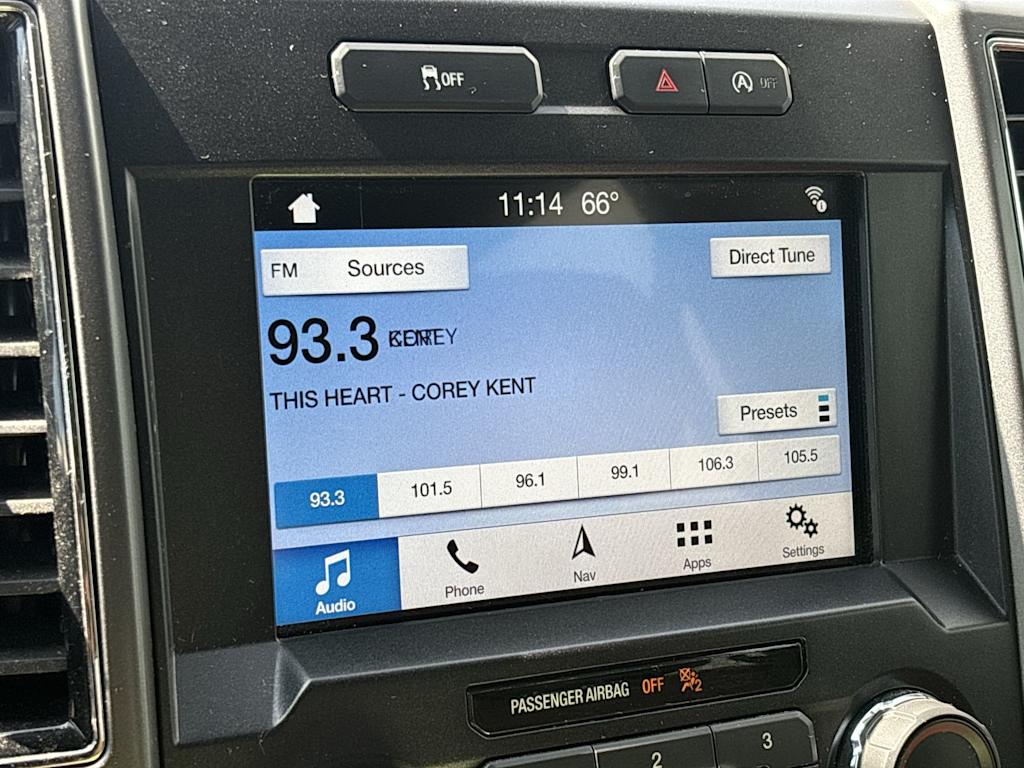 OFF
A OFF
11:14 66°
FM Sources
Direct Tune
93.3
THIS HEART - COREY KENT
Presets
93.3 101.5 96.1 99.1 106.3 105.5
Audio Phone Nav Apps Settings
PASSENGER AIRBAG OFF 2
2 3